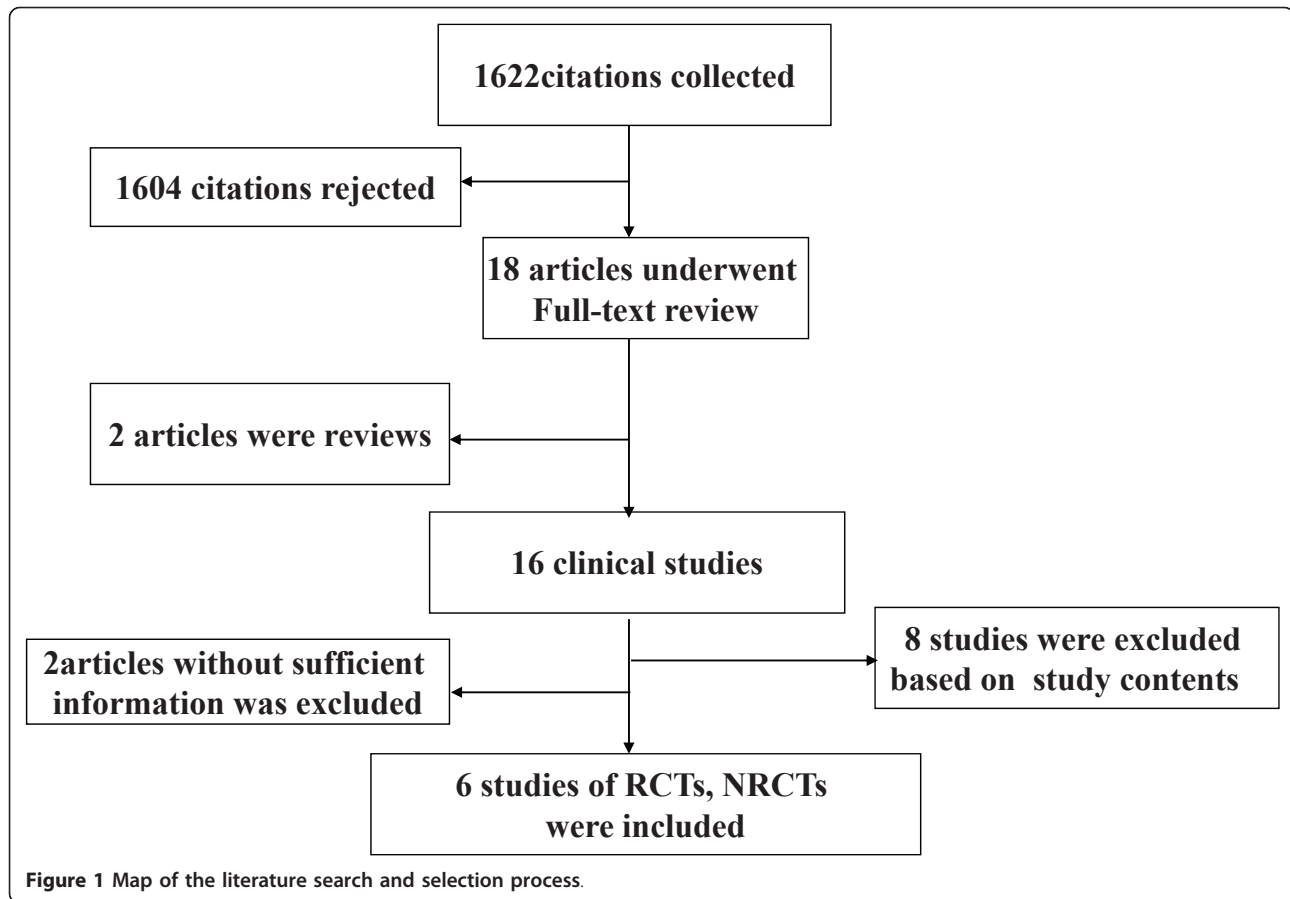 1622citations collected
1604 citations rejected
18 articles underwent
Full-text review
2 articles were reviews
16 clinical studies
8 studies were excluded
based on study contents
2articles without sufficient
information was excluded
6 studies of RCTs, NRCTs
were included
Figure 1 Map of the literature search and selection process.